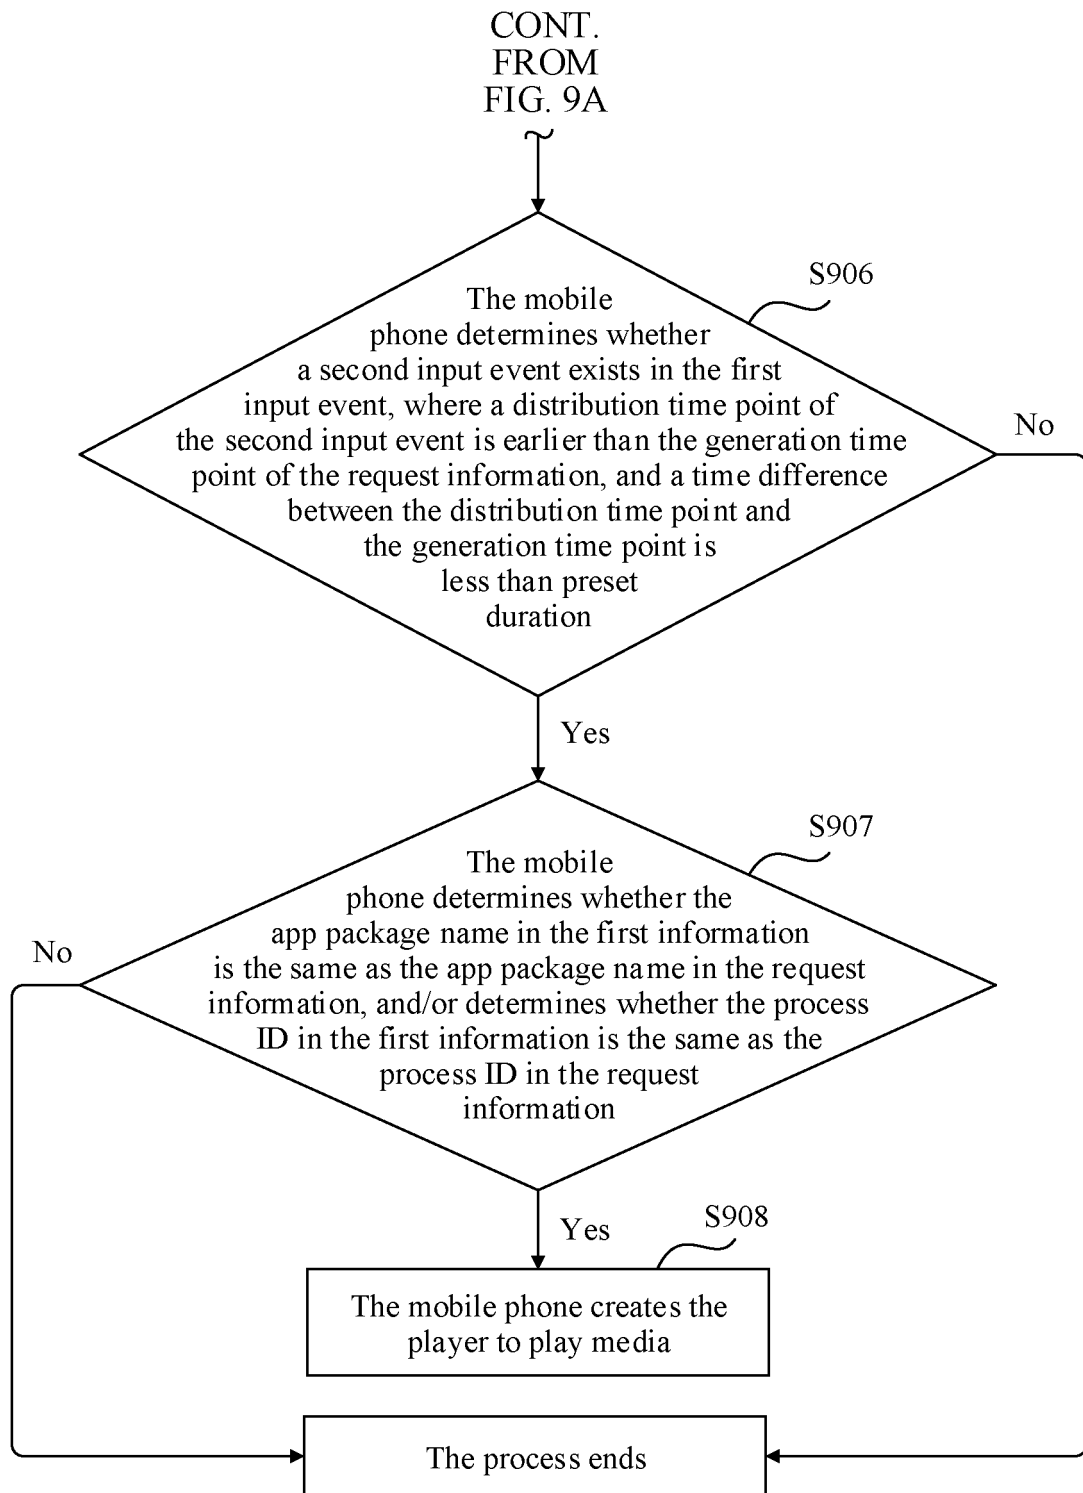 CONT.
FROM
FIG. 9A
S906
The mobile
phone determines whether
a second input event exists in the first
input event, where a distribution time point of
the second input event is earlier than the generation time
point of the request information, and a time difference
between the distribution time point and
the generation time point is
less than preset
duration
No
Yes
S907
The mobile
phone determines whether the
app package name in the first information
is the same as the app package name in the request
information, and/or determines whether the process
ID in the first information is the same as the
process ID in the request
information
No
Yes
S908
The mobile phone creates the
player to play media
The process ends